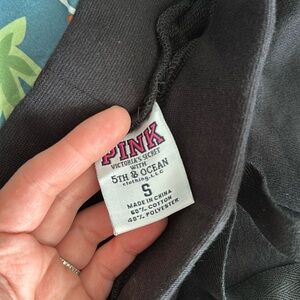 PINK
VICTORIA'S SECRET
WITH
5TH & OCEAN
clothing, LLC
S
MADE IN CHINA
60% COTTON
40% POLYESTER